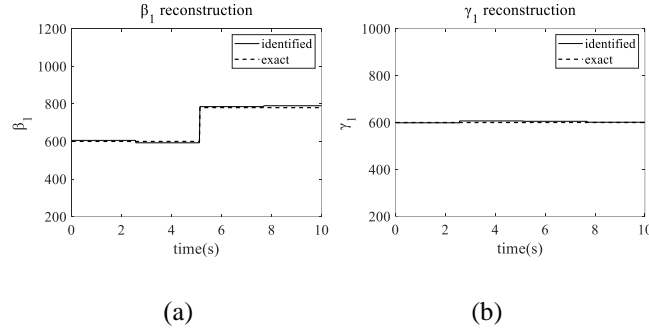 β1 reconstruction
1200
1000
800
600
400
200
β1
0 2 4 6 8 10
time(s)
identified
exact
(a)
γ1 reconstruction
1000
800
600
400
200
γ1
0 2 4 6 8 10
time(s)
identified
exact
(b)